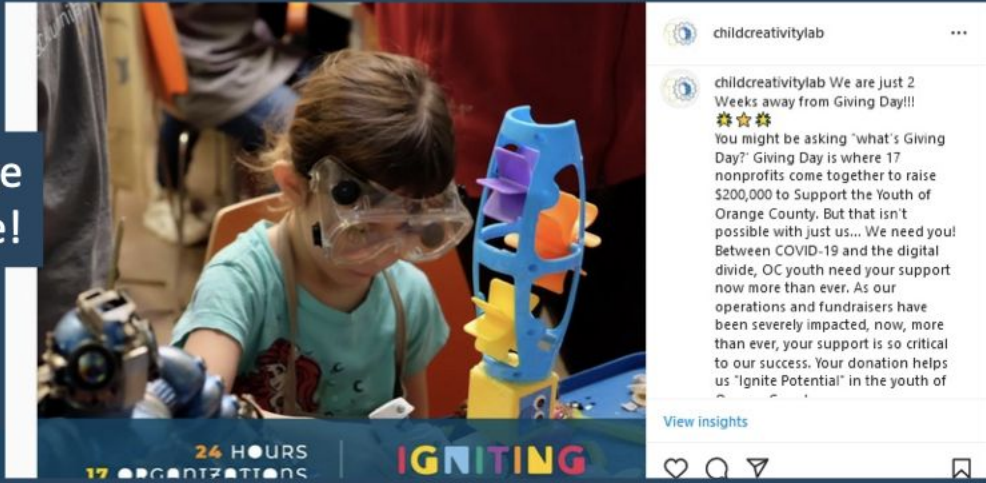 e
e!
24 HOURS
17 ORGANIZATIONS
IGNITING
childcreativitylab
childcreativitylab We are just 2
Weeks away from Giving Day!!!
You might be asking "what's Giving
Day?" Giving Day is where 17
nonprofits come together to raise
$200,000 to Support the Youth of
Orange County. But that isn't
possible with just us... We need you!
Between COVID-19 and the digital
divide, OC youth need your support
now more than ever. As our
operations and fundraisers have
been severely impacted, now, more
than ever, your support is so critical
to our success. Your donation helps
us "Ignite Potential" in the youth of
View insights